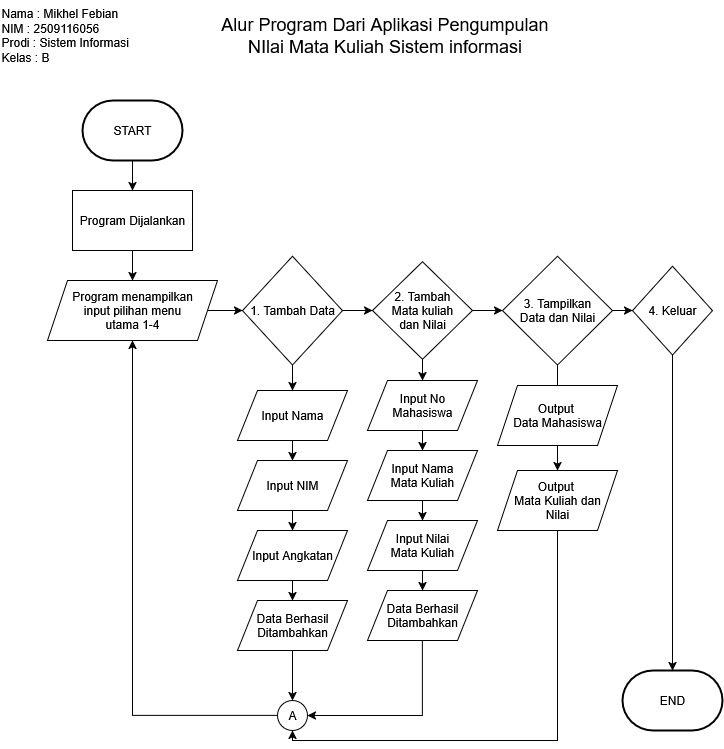 Nama : Mikhel Febian
NIM : 2509116056
Prodi : Sistem Informasi
Kelas : B
Alur Program Dari Aplikasi Pengumpulan
NIlai Mata Kuliah Sistem informasi
START
Program Dijalankan
Program menampilkan
input pilihan menu
utama 1-4
1. Tambah Data
2. Tambah
Mata kuliah
dan Nilai
3. Tampilkan
Data dan Nilai
4. Keluar
Input Nama
Input NIM
Input Angkatan
Data Berhasil
Ditambahkan
Input No
Mahasiswa
Input Nama
Mata Kuliah
Input Nilai
Mata Kuliah
Data Berhasil
Ditambahkan
Output
Data Mahasiswa
Output
Mata Kuliah dan
Nilai
A
END